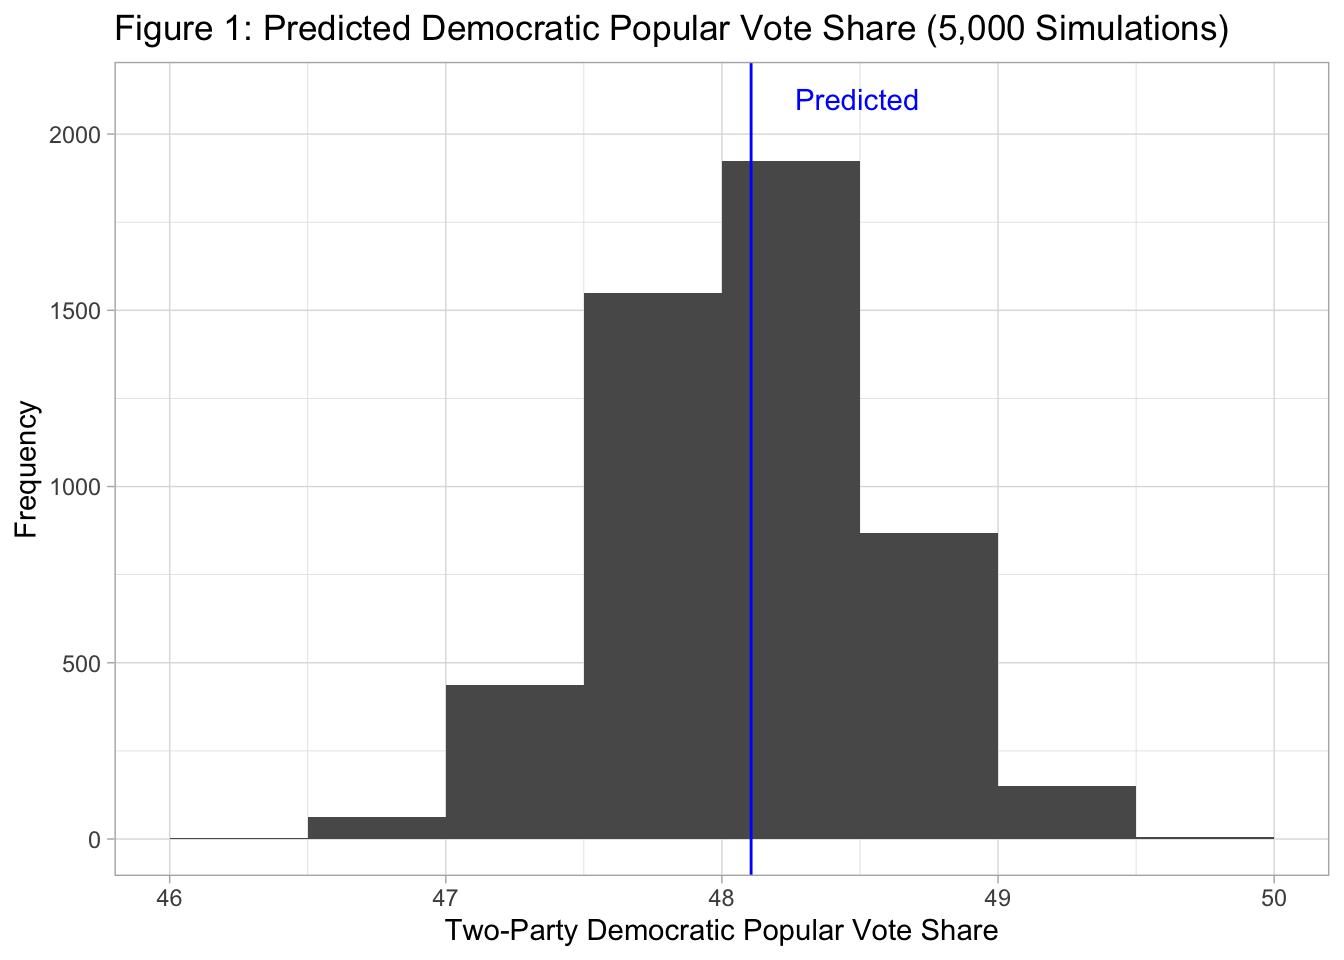 Figure 1: Predicted Democratic Popular Vote Share (5,000 Simulations)
Predicted
2000
1500
1000
500
0
Frequency
46 47 48 49 50
Two-Party Democratic Popular Vote Share